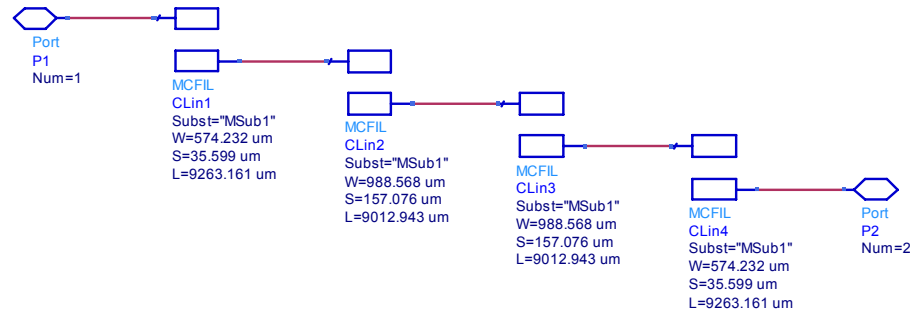 Port
P1
Num=1
MCFIL
CLin1
Subst="MSub1"
W=574.232 um
S=35.599 um
L=9263.161 um
MCFIL
CLin2
Subst="MSub1"
W=988.568 um
S=157.076 um
L=9012.943 um
MCFIL
CLin3
Subst="MSub1"
W=988.568 um
S=157.076 um
L=9012.943 um
MCFIL
CLin4
Subst="MSub1"
W=574.232 um
S=35.599 um
L=9263.161 um
Port
P2
Num=2